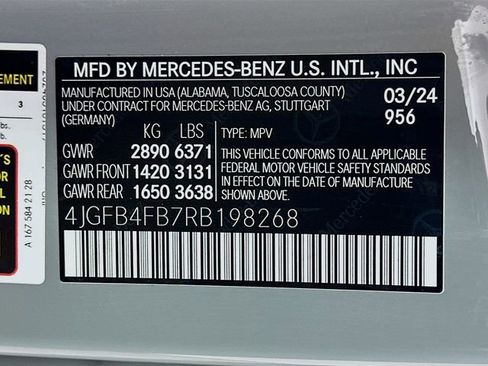 MFD BY MERCEDES-BENZ U.S. INTL., INC
MANUFACTURED IN USA (ALABAMA, TUSCALOOSA COUNTY)
UNDER CONTRACT FOR MERCEDES-BENZ AG, STUTTGART
(GERMANY)
03/24
956
KG LBS
TYPE: MPV
GVWR 2890 6371
GAWR FRONT 1420 3131
GAWR REAR 1650 3638
THIS VEHICLE CONFORMS TO ALL APPLICABLE
FEDERAL MOTOR VEHICLE SAFETY STANDARDS
IN EFFECT ON THE DATE OF MANUFACTURE
SHOWN ABOVE.
4JGFB4FB7RB198268
EMENT
3
lbs.
A 167 584 21 28